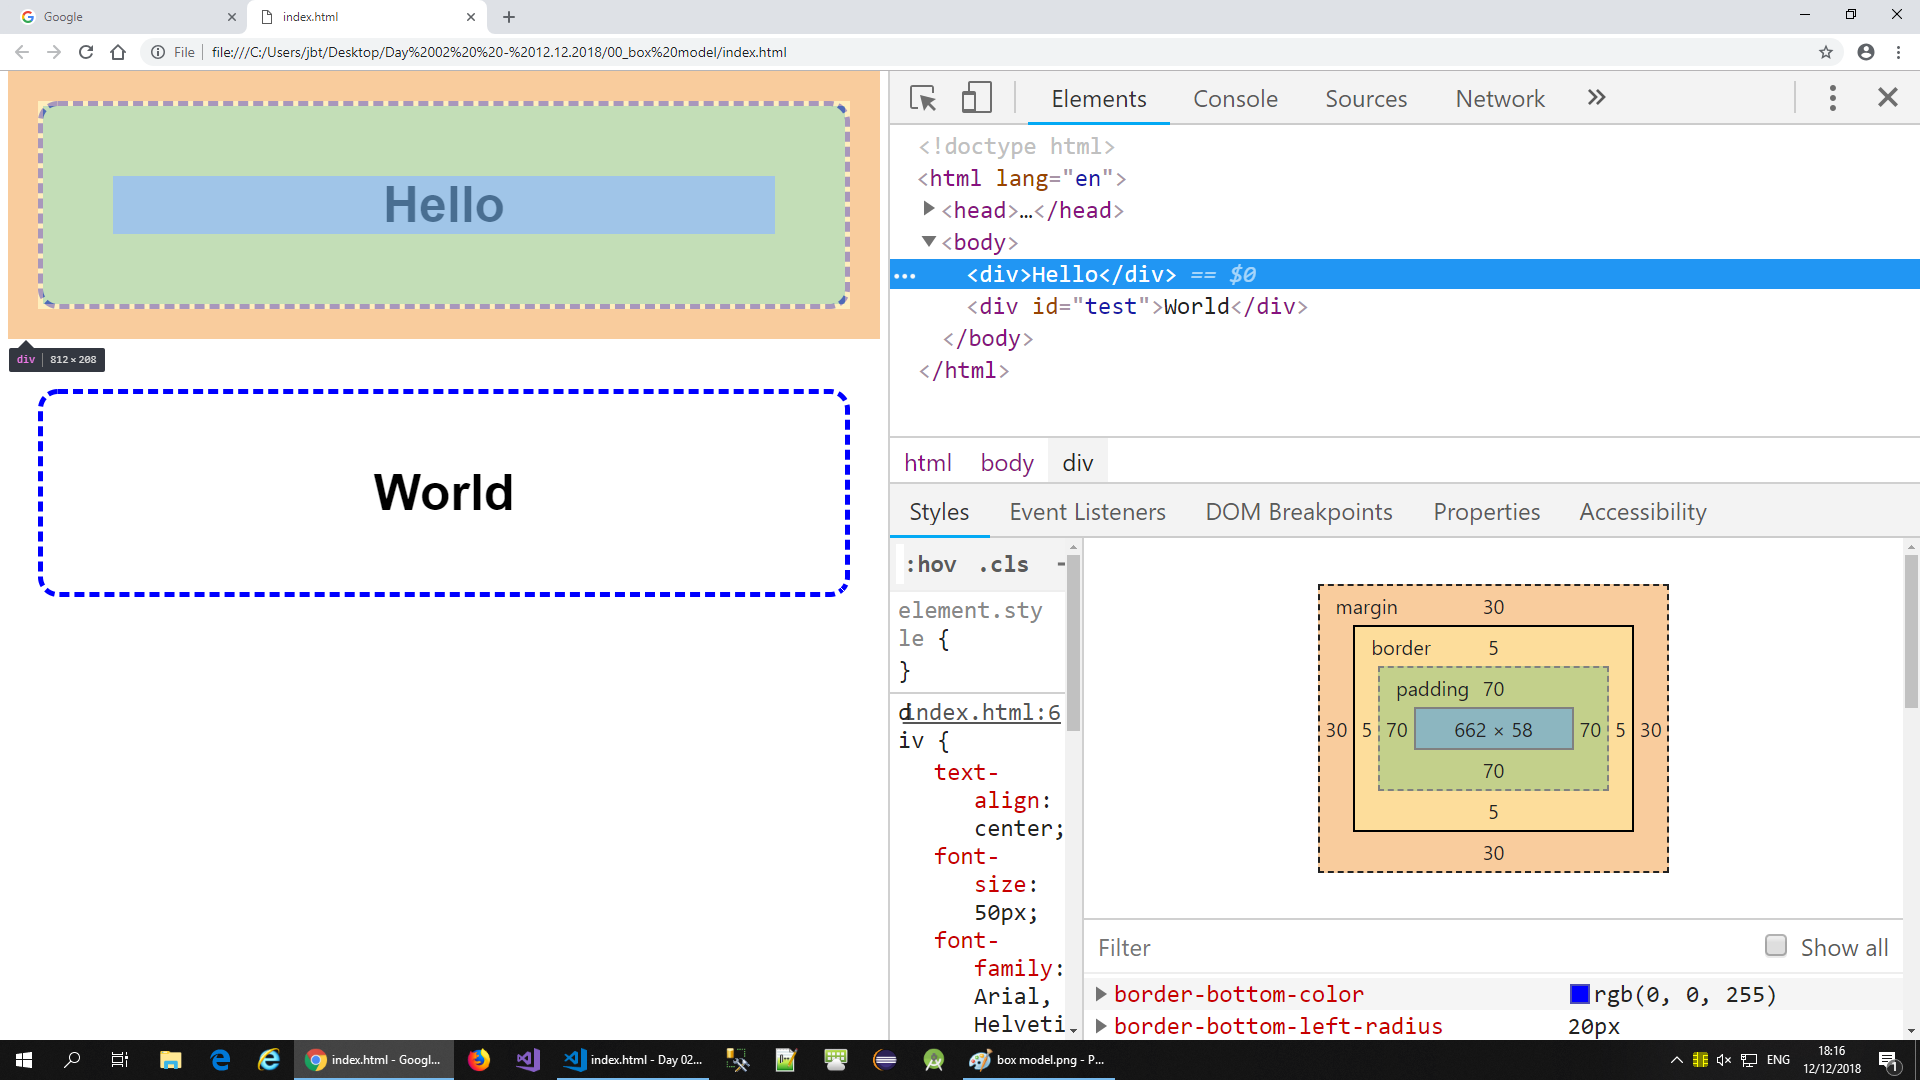 Google
index.html
File
file:///C:/Users/jbt/Desktop/Day%2002%20%20-%2012.12.2018/00_box%20model/index.html
Hello
div 812 × 208
World
Elements Console Sources Network »
<!doctype html>
<html lang="en">
<head>…</head>
<body>
… <div>Hello</div> == $0
<div id="test">World</div>
</body>
</html>
html body div
Styles Event Listeners DOM Breakpoints Properties Accessibility
:hov .cls
element.sty
le {
}
index.html:6
d
iv {
text-
align:
center;
font-
size:
50px;
font-
family:
Arial,
Helveti
margin 30
border 5
padding 70
30 5 70 662 × 58 70 5 30
70
5
30
Filter Show all
border-bottom-color rgb(0, 0, 255)
border-bottom-left-radius 20px
index.html - Googl...
index.html - Day 02...
box model.png - P...
ENG
18:16
12/12/2018
1